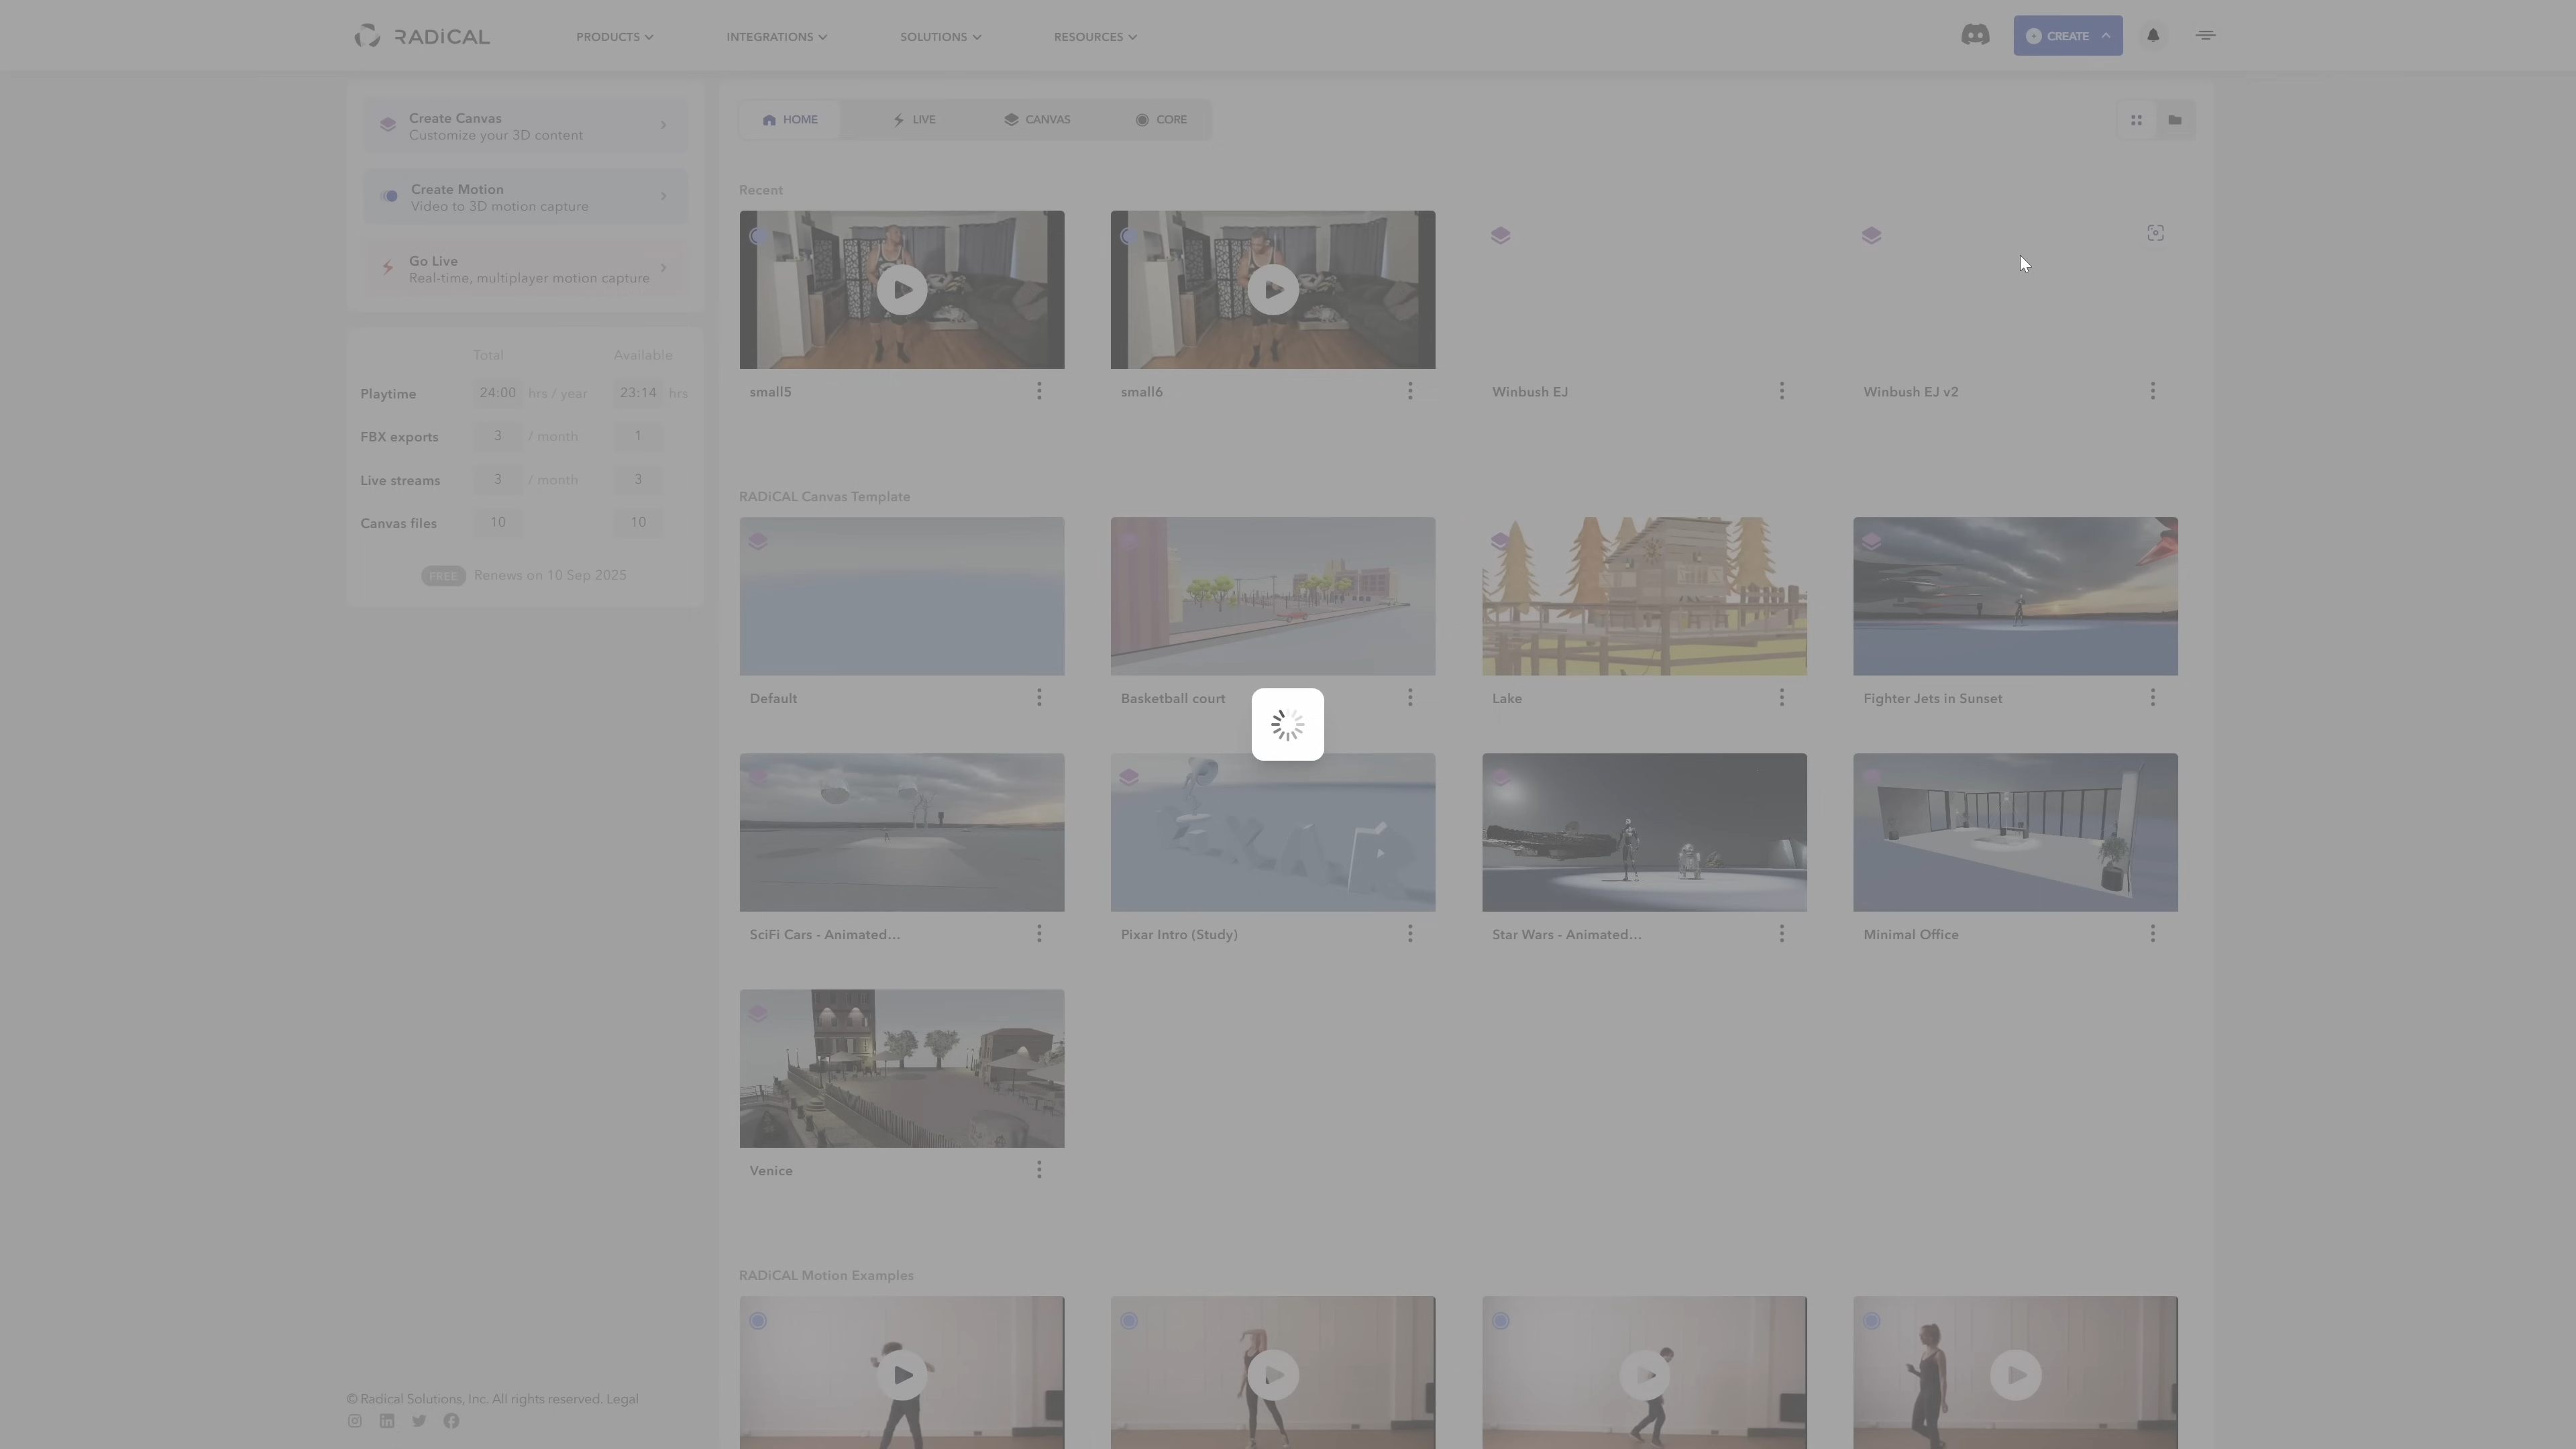 RADiCAL
PRODUCTS
INTEGRATIONS
SOLUTIONS
RESOURCES
CREATE
Create Canvas
Customize your 3D content
Create Motion
Video to 3D motion capture
Go Live
Real-time, multiplayer motion capture
Total Available
Playtime 24:00 hrs / year 23:14 hrs
FBX exports 3 / month 1
Live streams 3 / month 3
Canvas files 10 10
FREE Renews on 10 Sep 2025
HOME
LIVE
CANVAS
CORE
Recent
small5
small6
Winbush EJ
Winbush EJ v2
RADiCAL Canvas Template
Default
Basketball court
Lake
Fighter Jets in Sunset
SciFi Cars - Animated...
Pixar Intro (Study)
Star Wars - Animated...
Minimal Office
Venice
RADiCAL Motion Examples
© Radical Solutions, Inc. All rights reserved. Legal